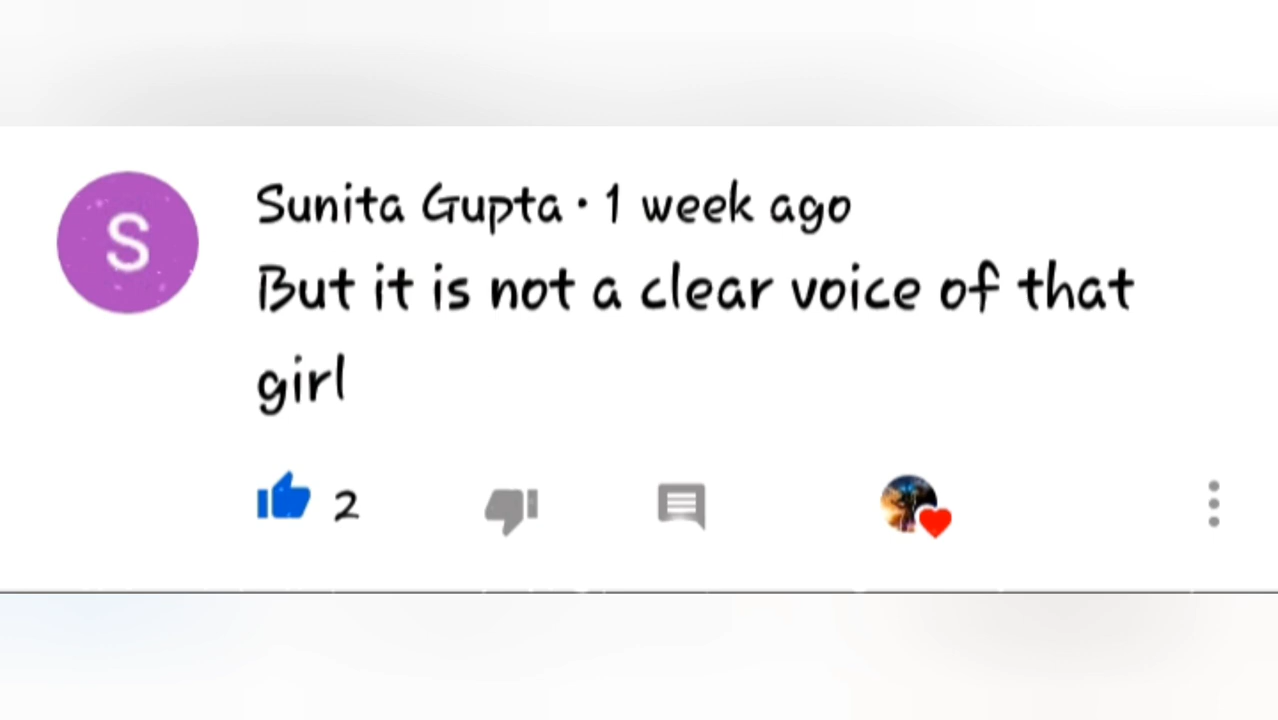 S
Sunita Gupta · 1 week ago
But it is not a clear voice of that
girl
2